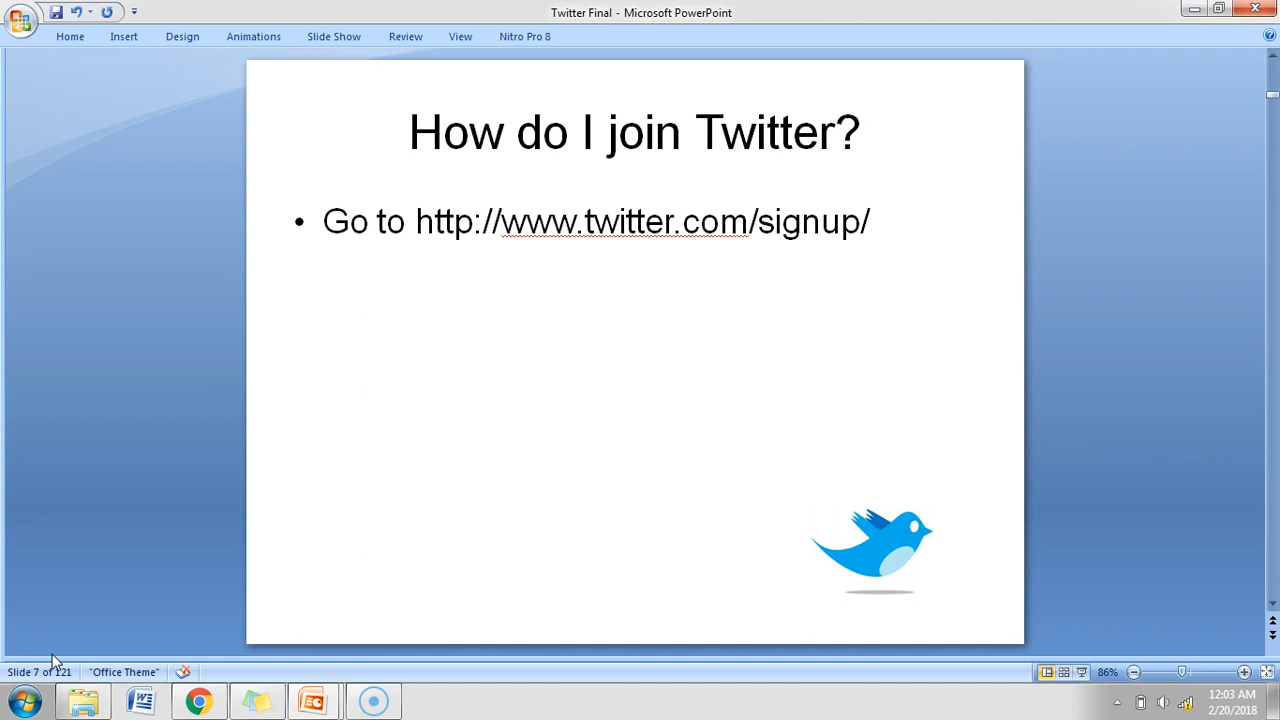 Twitter Final - Microsoft PowerPoint
Home Insert Design Animations Slide Show Review View Nitro Pro 8
How do I join Twitter?
• Go to http://www.twitter.com/signup/
Slide 7 of 121 "Office Theme" 86%
12:03 AM
2/20/2018